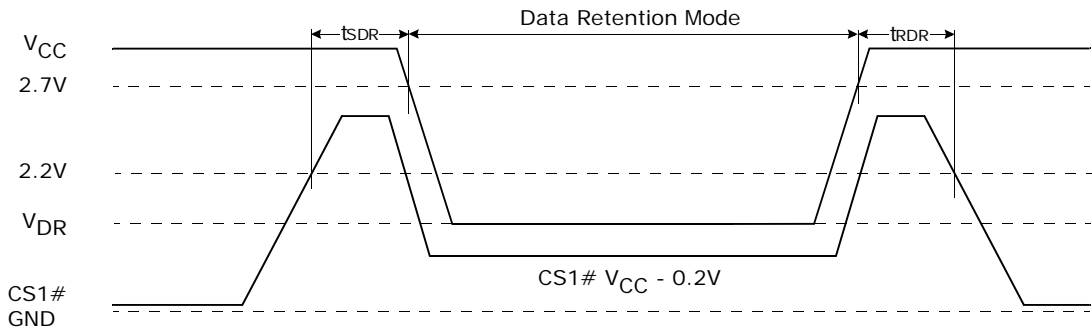 Data Retention Mode
tSDR
tRDR
VCC
2.7V
2.2V
VDR
CS1# VCC - 0.2V
CS1#
GND